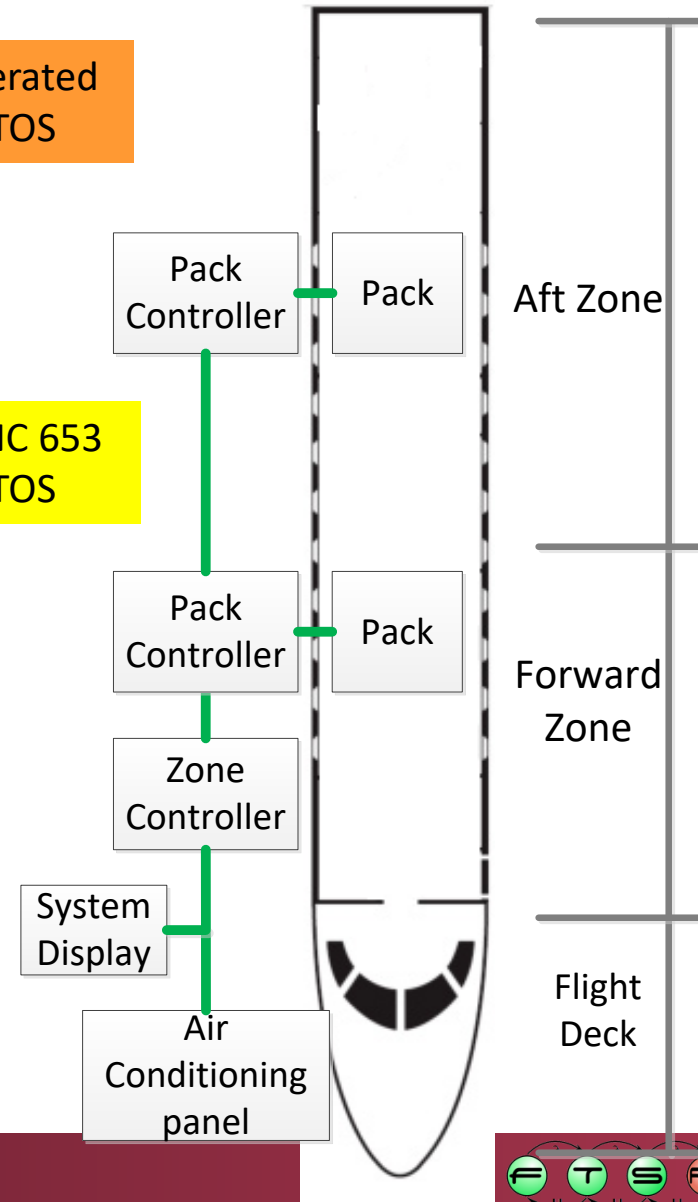 erated
TOS
Pack
Controller
Pack
Aft Zone
IC 653
TOS
Pack
Controller
Pack
Forward
Zone
Zone
Controller
System
Display
Flight
Deck
Air
Conditioning
panel
F T S